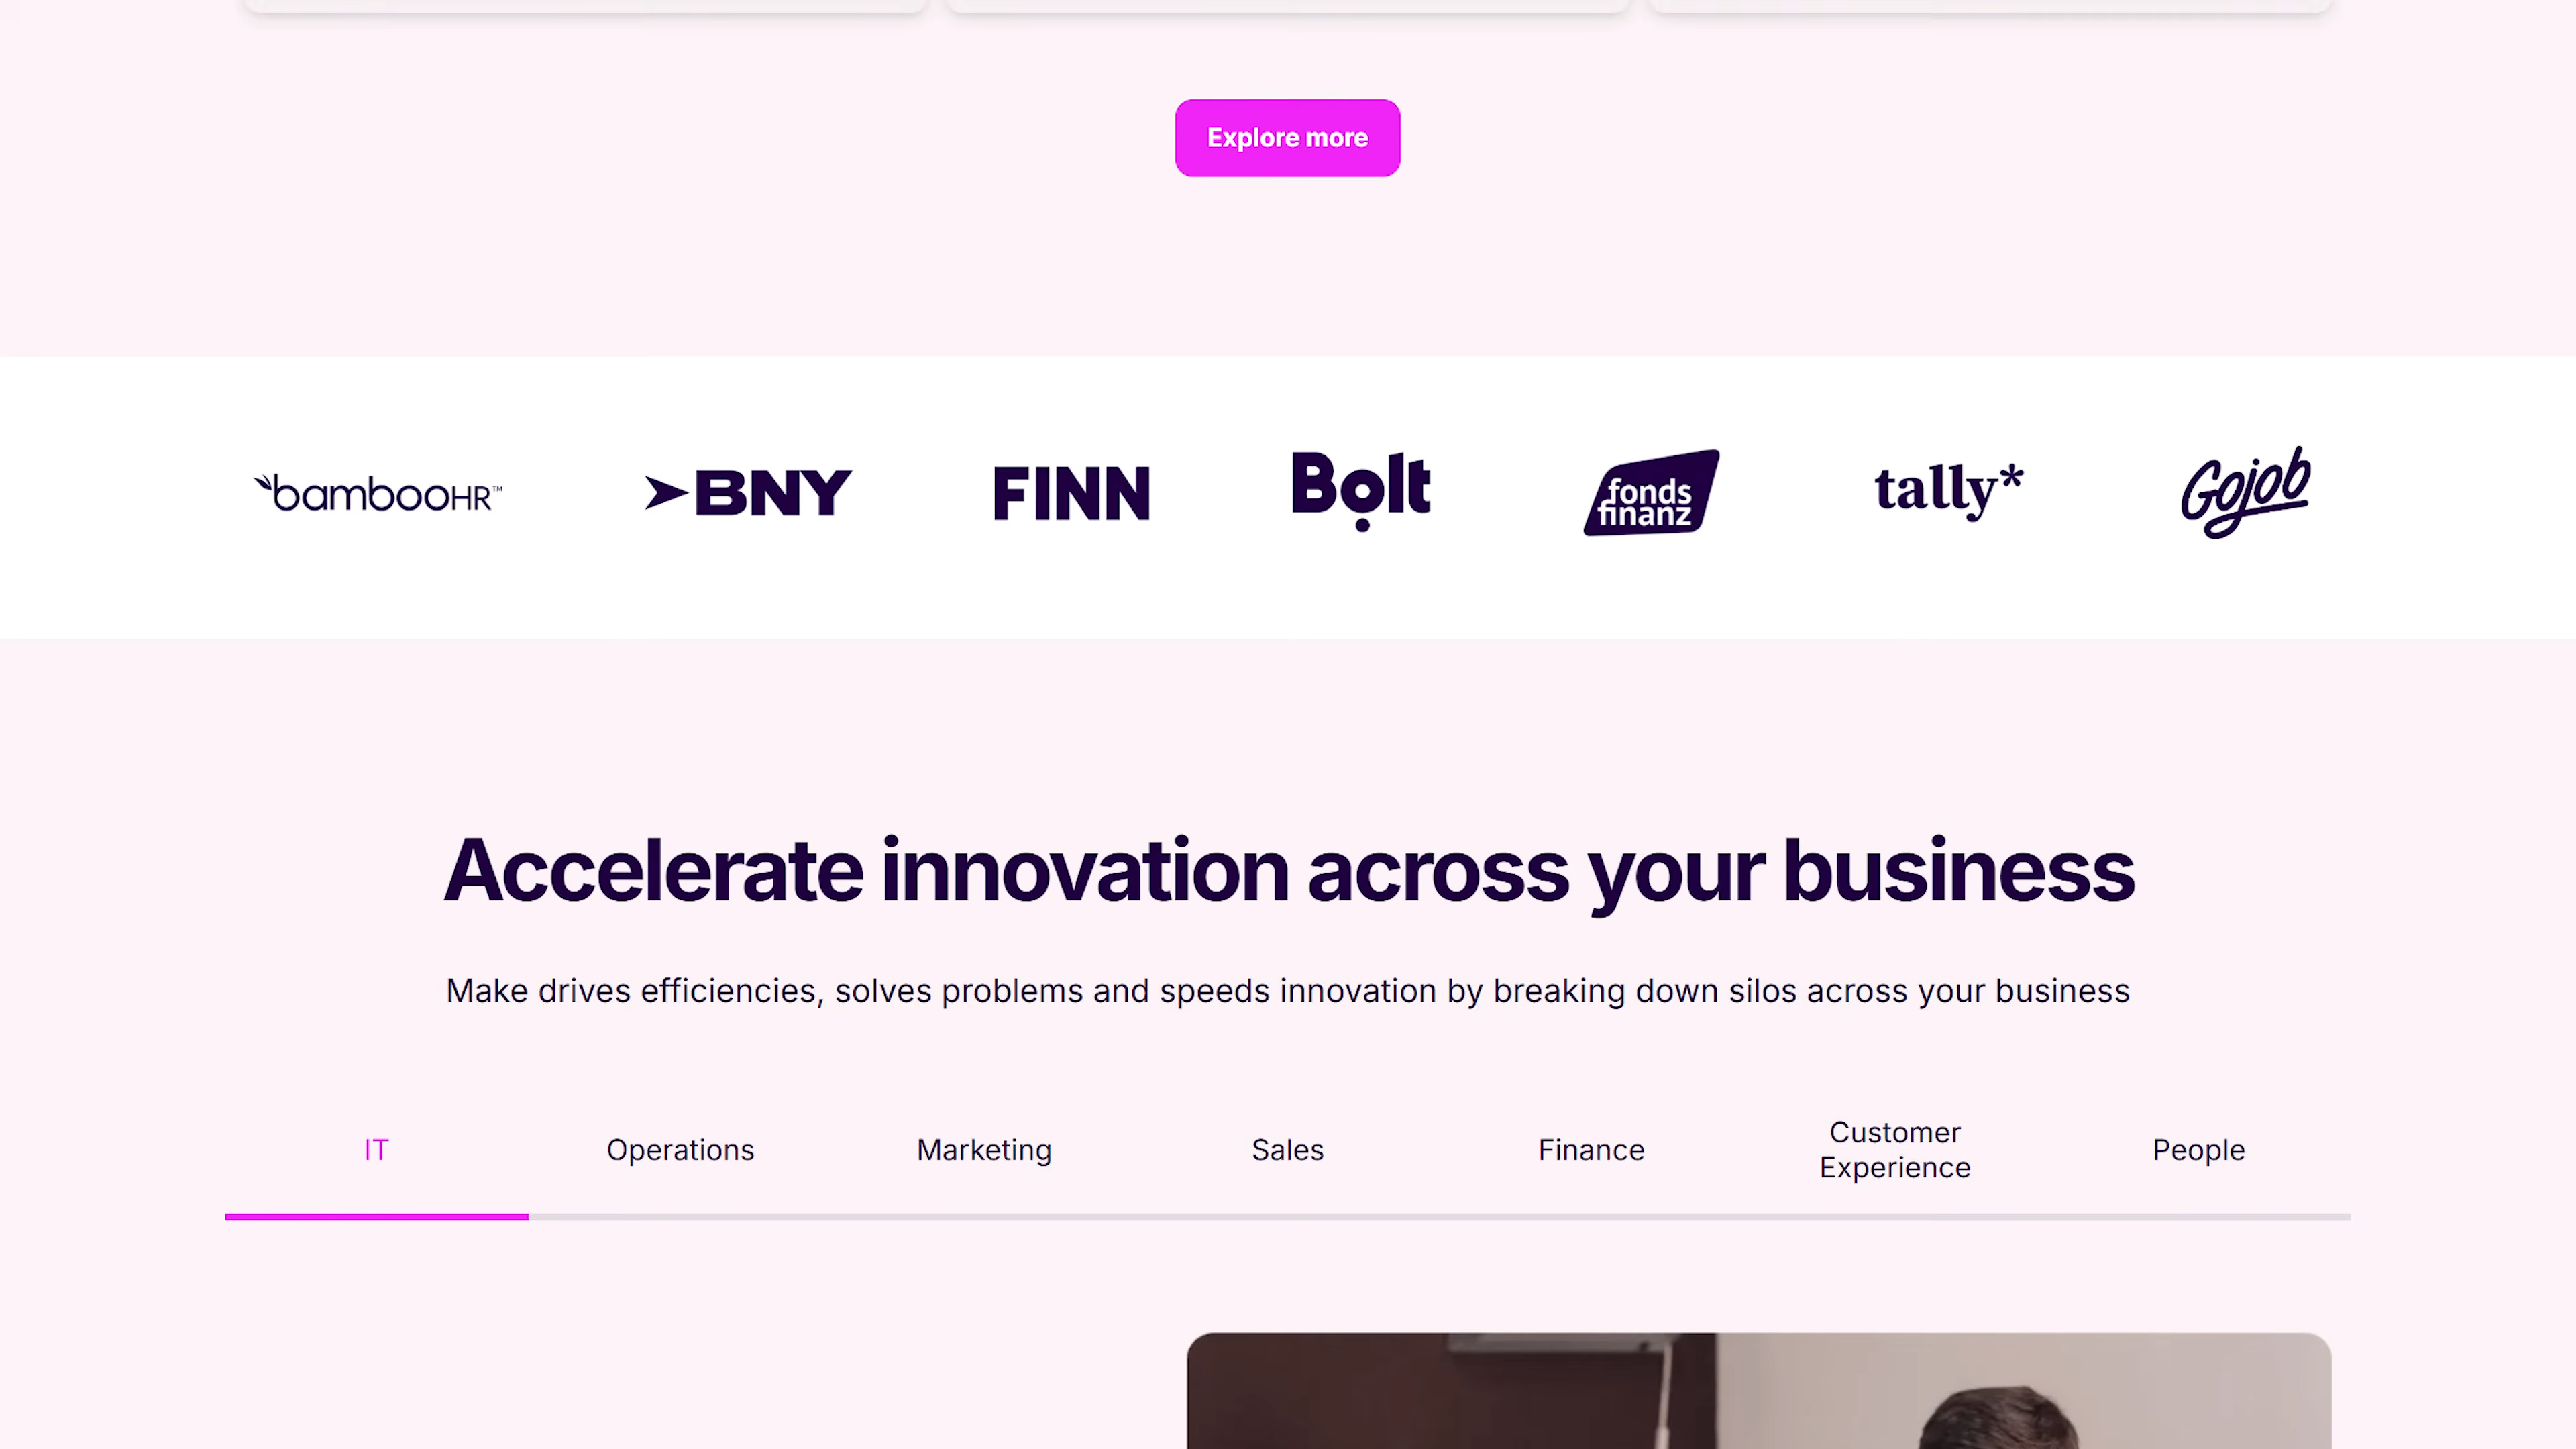 Explore more
bambooHR™
BNY
FINN
Bolt
fonds
finanz
tally*
Gojob
Accelerate innovation across your business
Make drives efficiencies, solves problems and speeds innovation by breaking down silos across your business
IT
Operations
Marketing
Sales
Finance
Customer
Experience
People